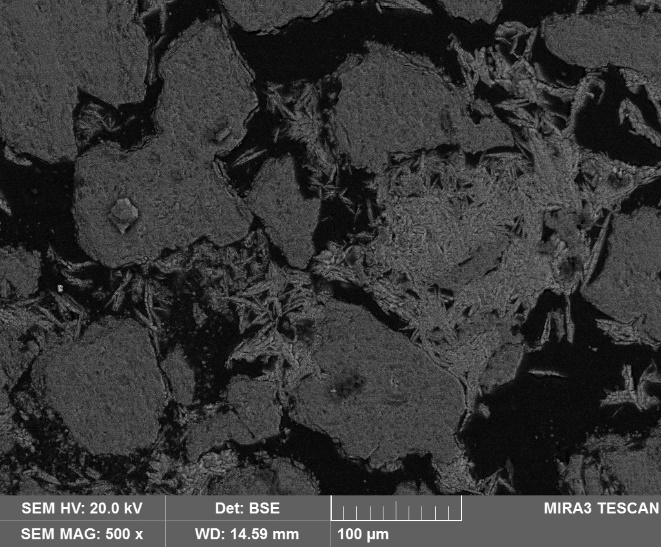 SEM HV: 20.0 kV Det: BSE MIRA3 TESCAN
SEM MAG: 500 x WD: 14.59 mm 100 µm